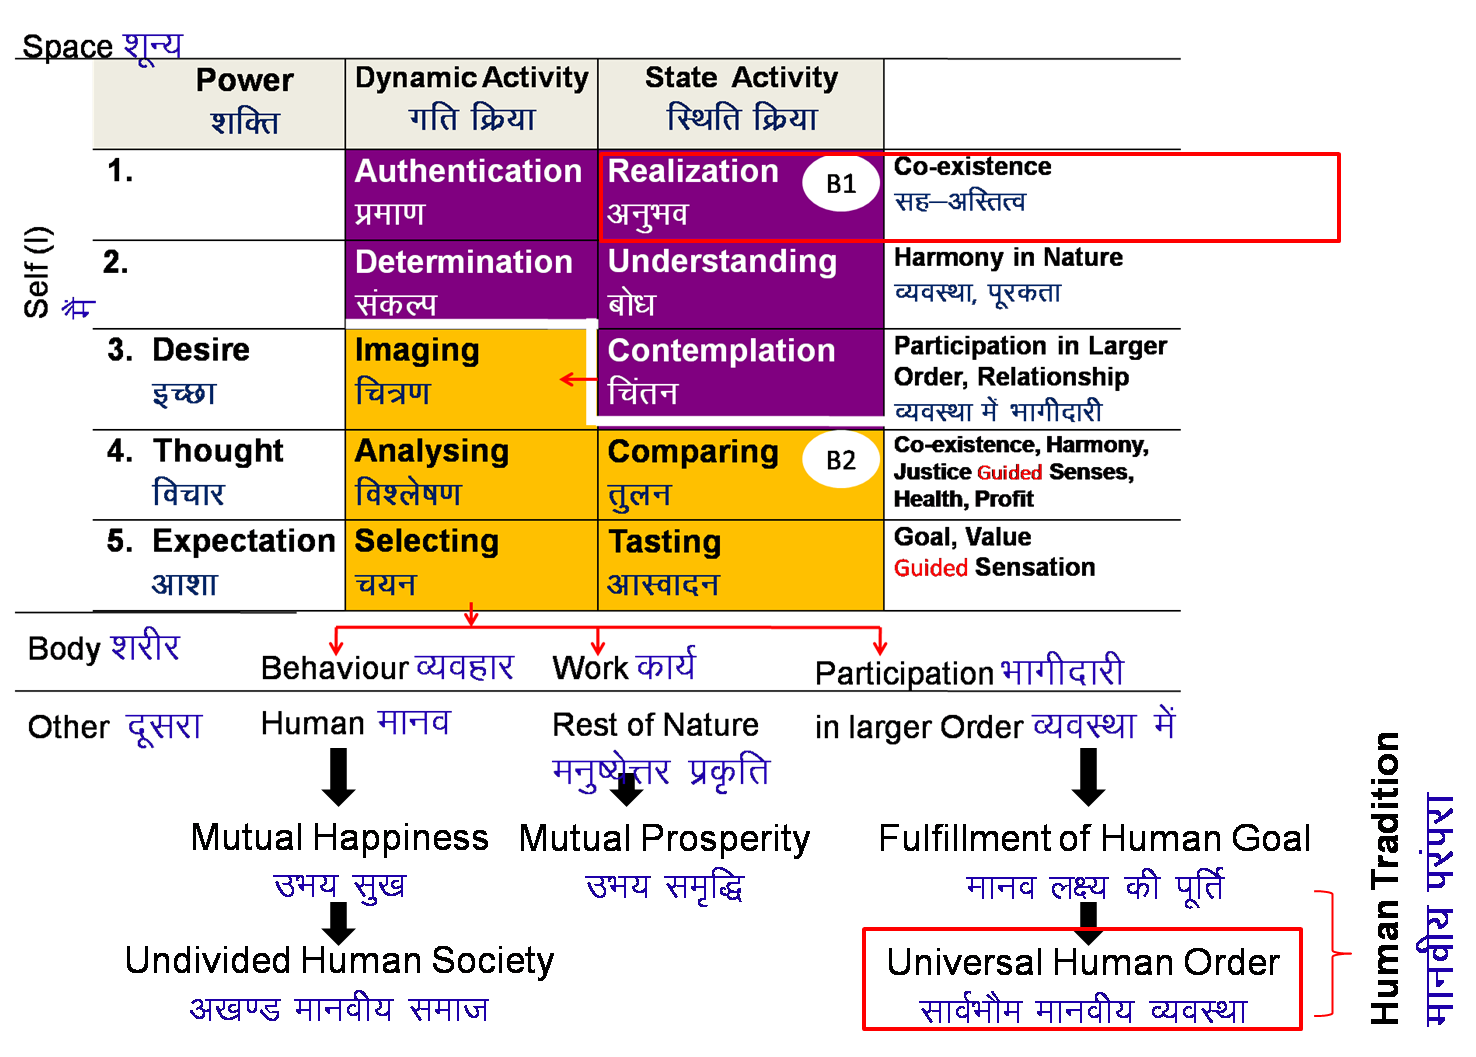 Space शून्य
Power
शक्ति
Dynamic Activity
गति क्रिया
State Activity
स्थिति क्रिया
Self (I)
मैं
1.
Authentication
प्रमाण
Realization
अनुभव
B1
Co-existence
सह–अस्तित्व
2.
Determination
संकल्प
Understanding
बोध
Harmony in Nature
व्यवस्था, पूरकता
3. Desire
इच्छा
Imaging
चित्रण
Contemplation
चिंतन
Participation in Larger
Order, Relationship
व्यवस्था में भागीदारी
4. Thought
विचार
Analysing
विश्लेषण
Comparing
तुलन
B2
Co-existence, Harmony,
Justice Guided Senses,
Health, Profit
5. Expectation
आशा
Selecting
चयन
Tasting
आस्वादन
Goal, Value
Guided Sensation
Body शरीर
Behaviour व्यवहार
Work कार्य
Participation भागीदारी
Other दूसरा
Human मानव
Rest of Nature
मनुष्येत्तर प्रकृति
in larger Order व्यवस्था में
Mutual Happiness
उभय सुख
Mutual Prosperity
उभय समृद्धि
Fulfillment of Human Goal
मानव लक्ष्य की पूर्ति
Undivided Human Society
अखण्ड मानवीय समाज
Universal Human Order
सार्वभौम मानवीय व्यवस्था
Human Tradition
मानवीय परंपरा